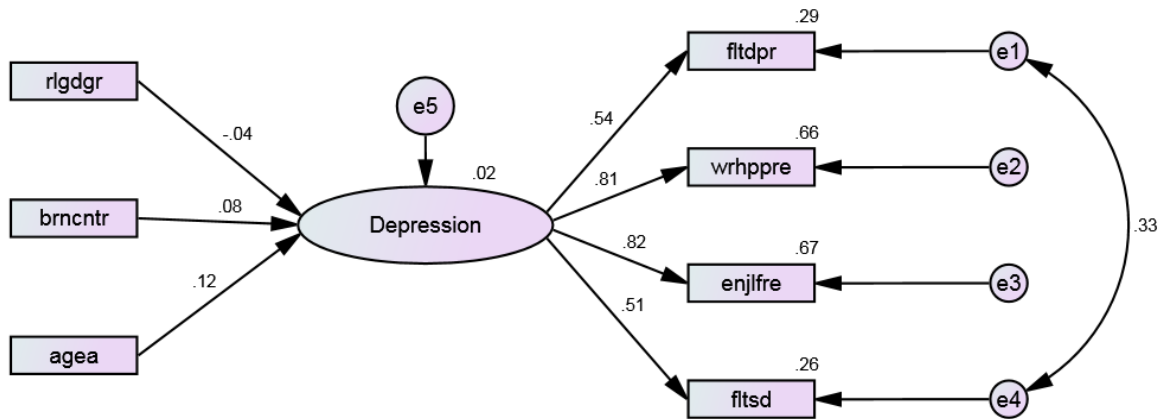 .29
fltdpr
e1
rlgdgr
e5
-.04
.54
.66
wrhppre
e2
.02
.81
brncntr
.08
Depression
.33
.82
.67
enjlfre
e3
.12
.51
agea
.26
fltsd
e4